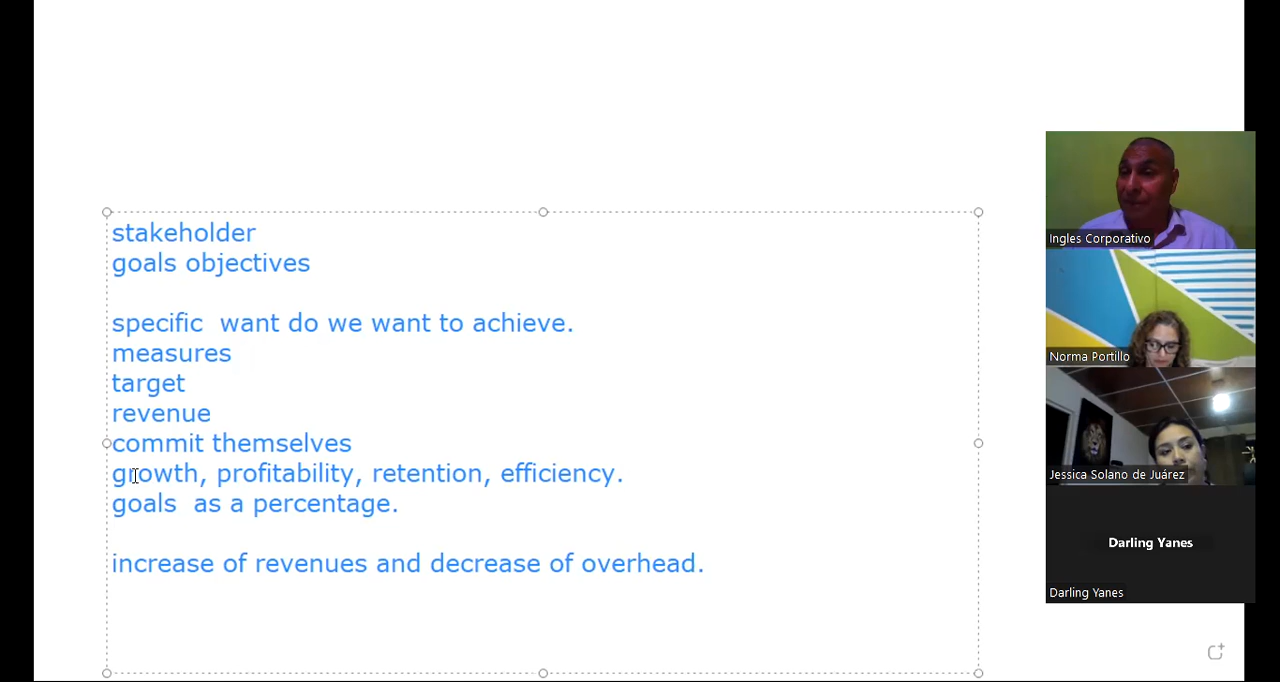 stakeholder
goals objectives
specific  want do we want to achieve.
measures
target
revenue
commit themselves
growth, profitability, retention, efficiency.
goals  as a percentage.
increase of revenues and decrease of overhead.
Ingles Corporativo
Norma Portillo
Jessica Solano de Juárez
Darling Yanes
Darling Yanes